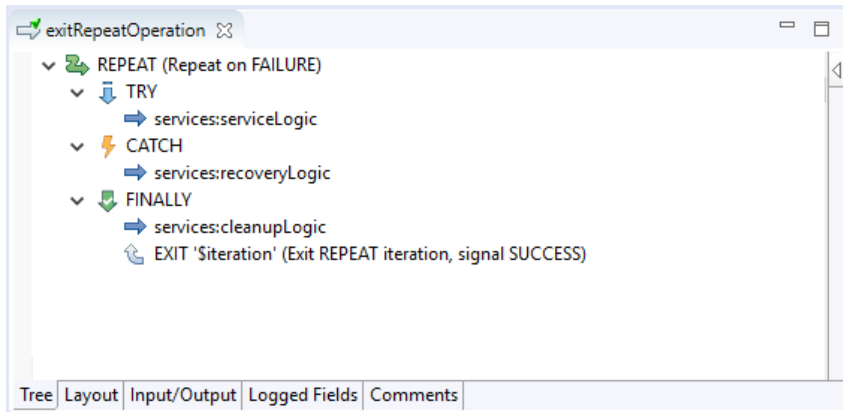 exitRepeatOperation
REPEAT (Repeat on FAILURE)
TRY
services:serviceLogic
CATCH
services:recoveryLogic
FINALLY
services:cleanupLogic
EXIT '$iteration' (Exit REPEAT iteration, signal SUCCESS)
Tree Layout Input/Output Logged Fields Comments